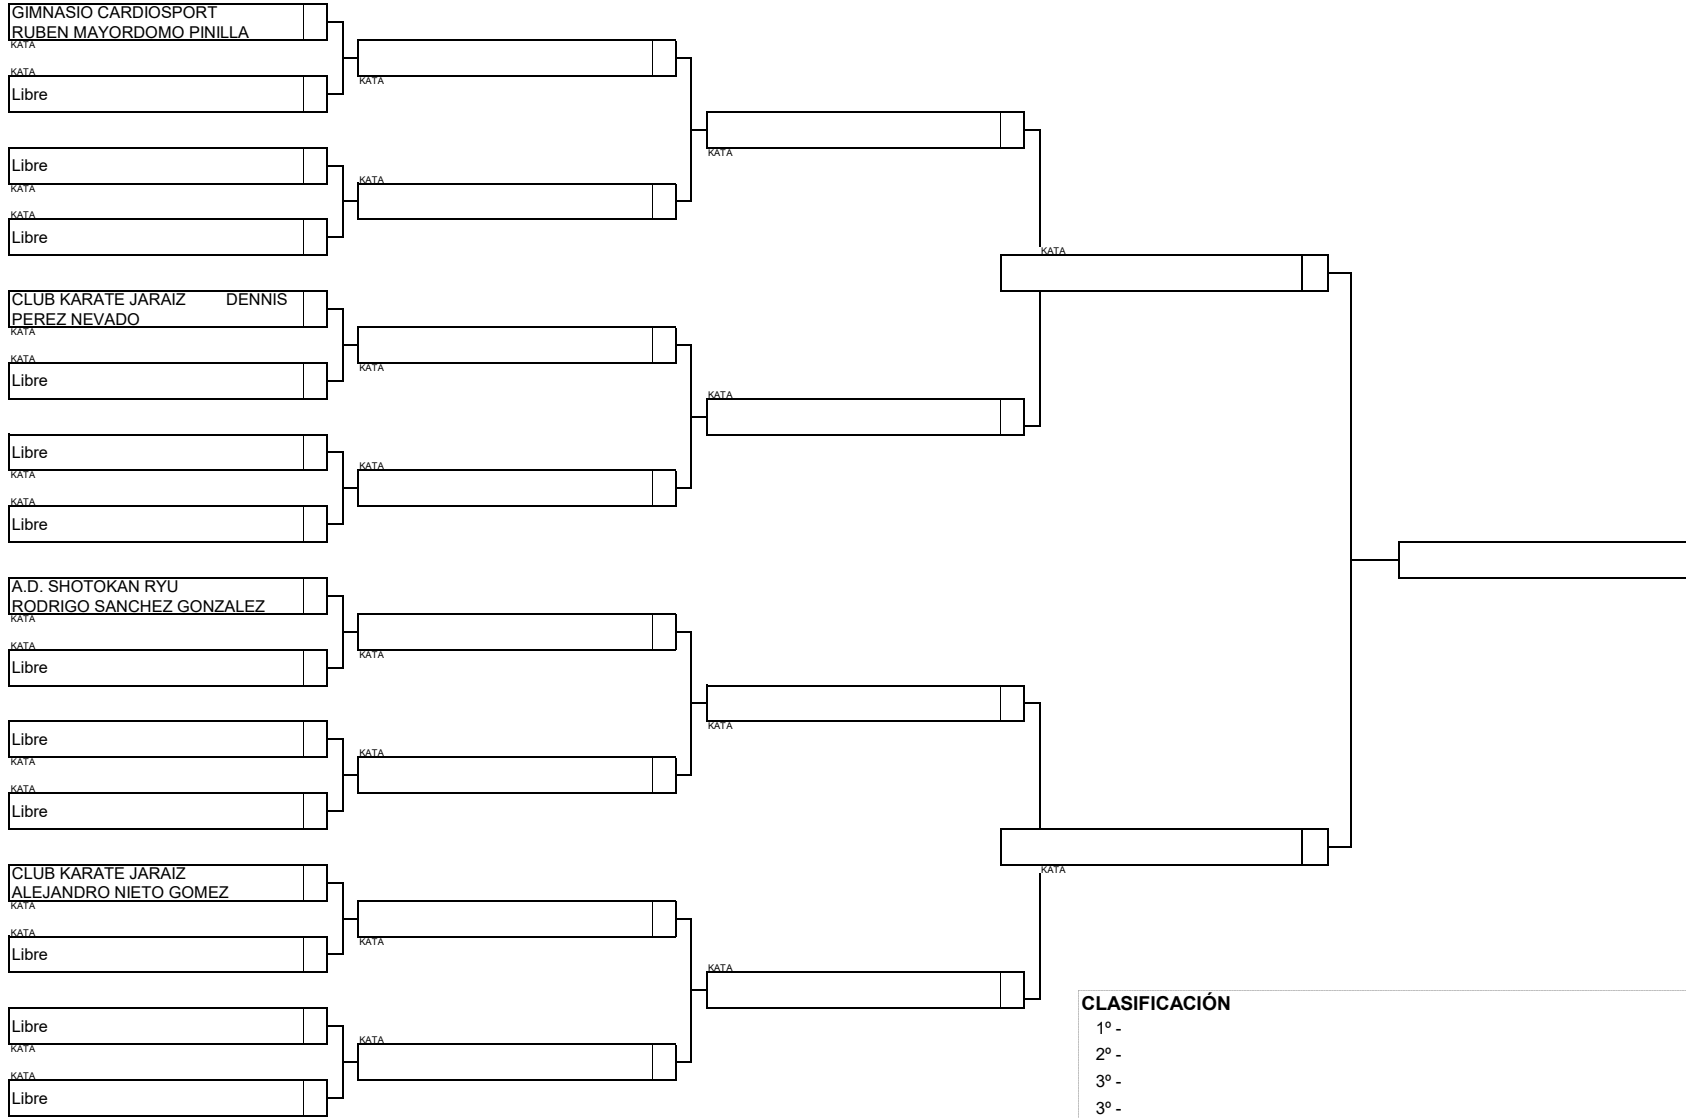 GIMNASIO CARDIOSPORT
RUBEN MAYORDOMO PINILLA
KATA
KATA
Libre
Libre
KATA
KATA
Libre
CLUB KARATE JARAIZ DENNIS
PEREZ NEVADO
KATA
KATA
Libre
Libre
KATA
KATA
Libre
A.D. SHOTOKAN RYU
RODRIGO SANCHEZ GONZALEZ
KATA
KATA
Libre
Libre
KATA
KATA
Libre
CLUB KARATE JARAIZ
ALEJANDRO NIETO GOMEZ
KATA
KATA
Libre
Libre
KATA
KATA
Libre
KATA
KATA
KATA
KATA
KATA
KATA
KATA
KATA
KATA
KATA
KATA
KATA
KATA
KATA
CLASIFICACIÓN
1º -
2º -
3º -
3º -